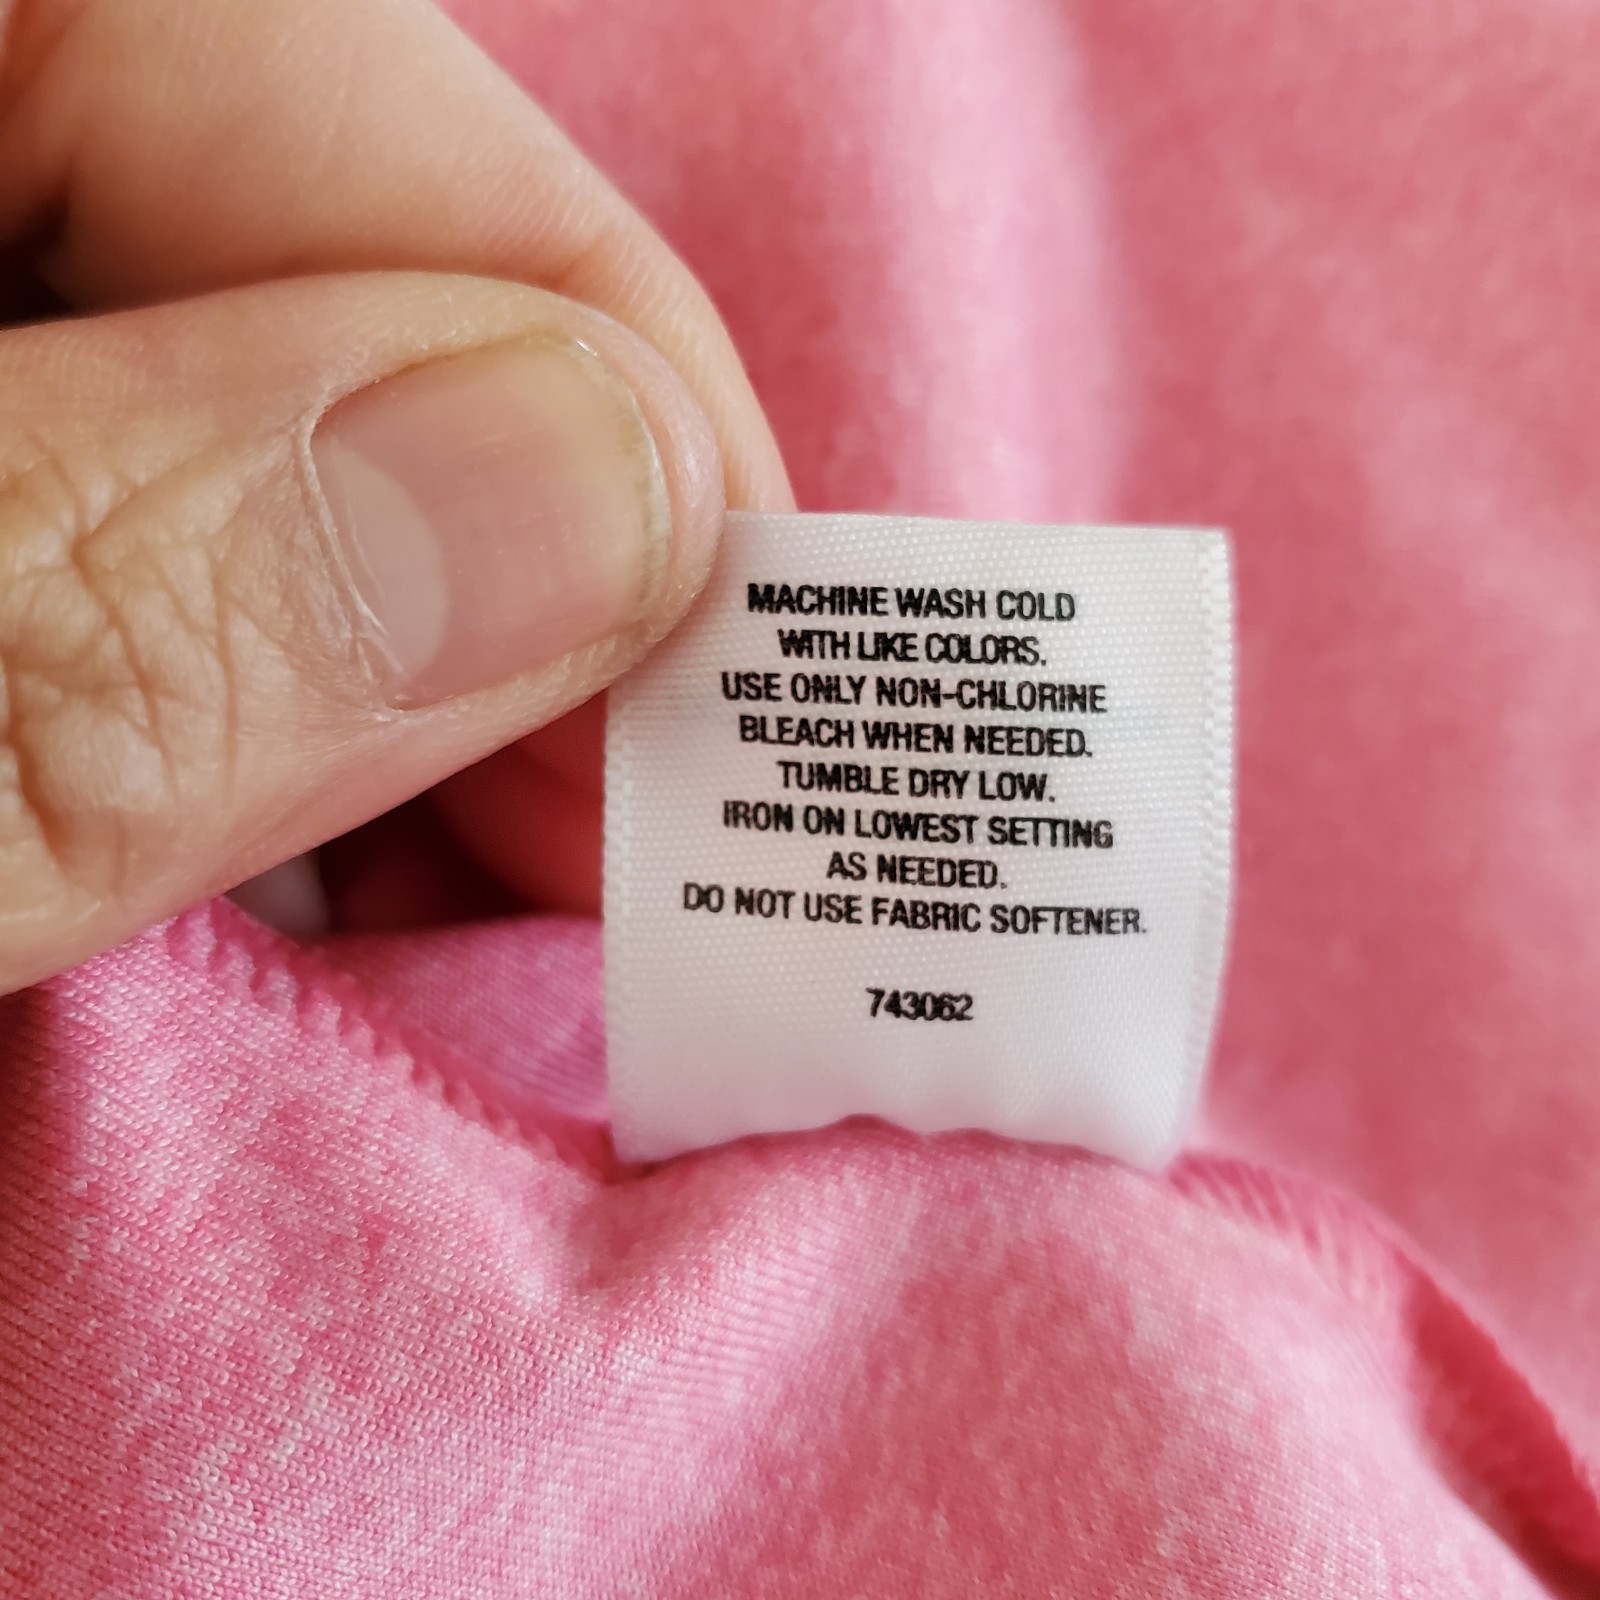 MACHINE WASH COLD
WITH LIKE COLORS.
USE ONLY NON-CHLORINE
BLEACH WHEN NEEDED.
TUMBLE DRY LOW.
IRON ON LOWEST SETTING
AS NEEDED.
DO NOT USE FABRIC SOFTENER.
743062